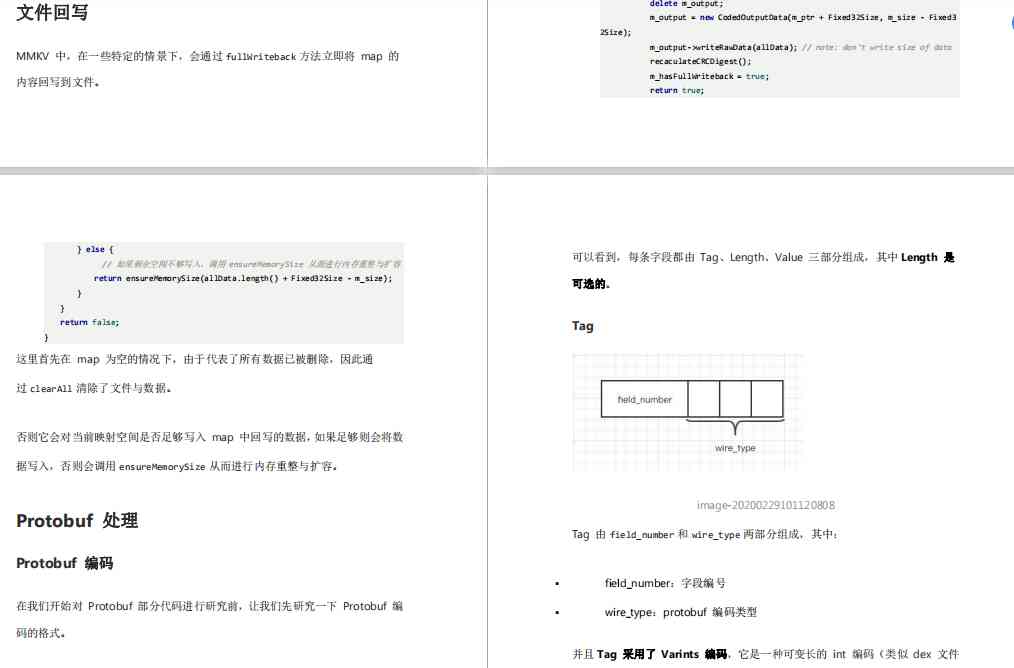 文件回写
MMKV 中，在一些特定的情景下，会通过 fullWriteback 方法立即将 map 的
内容回写到文件。
delete m_output;
m_output = new CodedOutputData(m_ptr + Fixed32Size, m_size - Fixed3
2Size);
m_output->writeRawData(allData); // note: don't write size of data
recaculateCRCDigest();
m_hasFullWriteback = true;
return true;
} else {
// 如果剩余空间不够写入，调用 ensureMemorySize 从而进行内存重整与扩容
return ensureMemorySize(allData.length() + Fixed32Size - m_size);
}
}
return false;
}
这里首先在 map 为空的情况下，由于代表了所有数据已被删除，因此通
过 clearAll 清除了文件与数据。
否则它会对当前映射空间是否足够写入 map 中回写的数据，如果足够则会将数
据写入，否则会调用 ensureMemorySize 从而进行内存重整与扩容。
Protobuf 处理
Protobuf 编码
在我们开始对 Protobuf 部分代码进行研究前，让我们先研究一下 Protobuf 编
码的格式。
可以看到，每条字段都由 Tag、Length、Value 三部分组成，其中 Length 是
可选的。
Tag
field_number
wire_type
image-20200229101120808
Tag 由 field_number 和 wire_type 两部分组成，其中：
▪ field_number：字段编号
▪ wire_type：protobuf 编码类型
并且 Tag 采用了 Varints 编码，它是一种可变长的 int 编码（类似 dex 文件